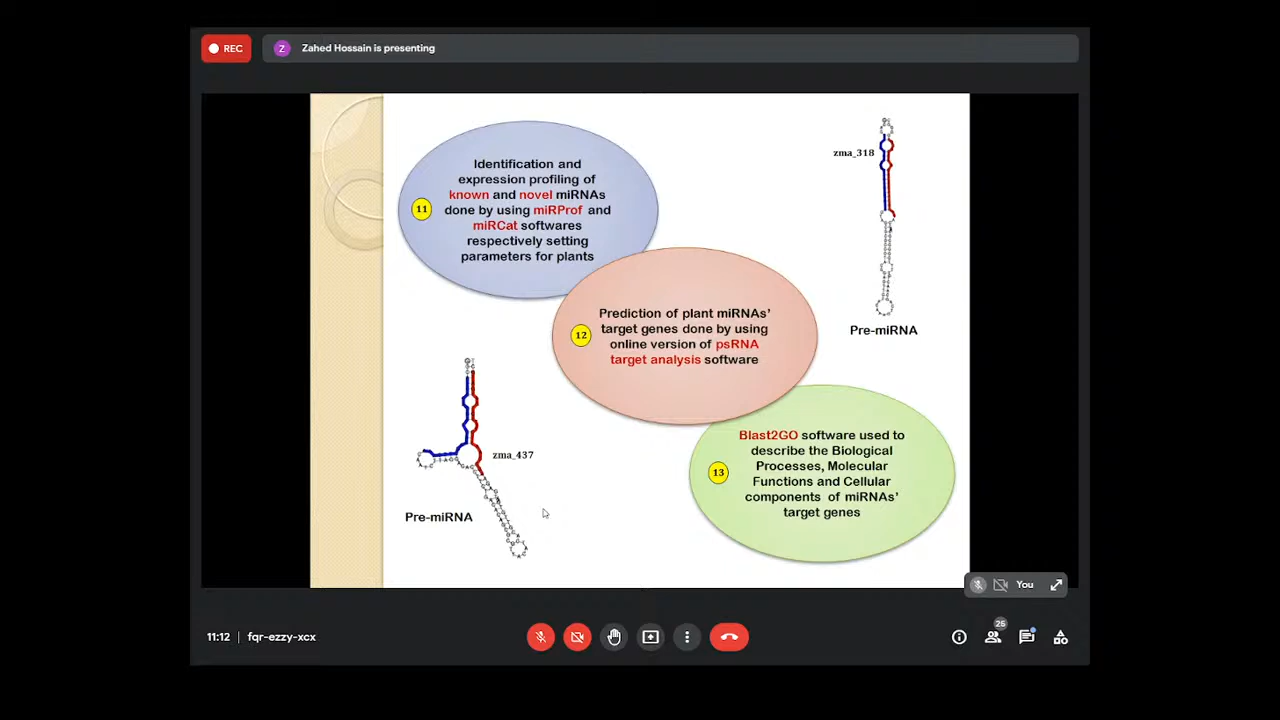 REC
Z
Zahed Hossain is presenting
Identification and
expression profiling of
known and novel miRNAs
11
done by using miRProf and
miRCat softwares
respectively setting
parameters for plants
zma_318
Pre-miRNA
Prediction of plant miRNAs’
target genes done by using
12
online version of psRNA
target analysis software
zma_437
Pre-miRNA
Blast2GO software used to
describe the Biological
Processes, Molecular
13
Functions and Cellular
components of miRNAs’
target genes
You
11:12 | fqr-ezzy-xcx
25